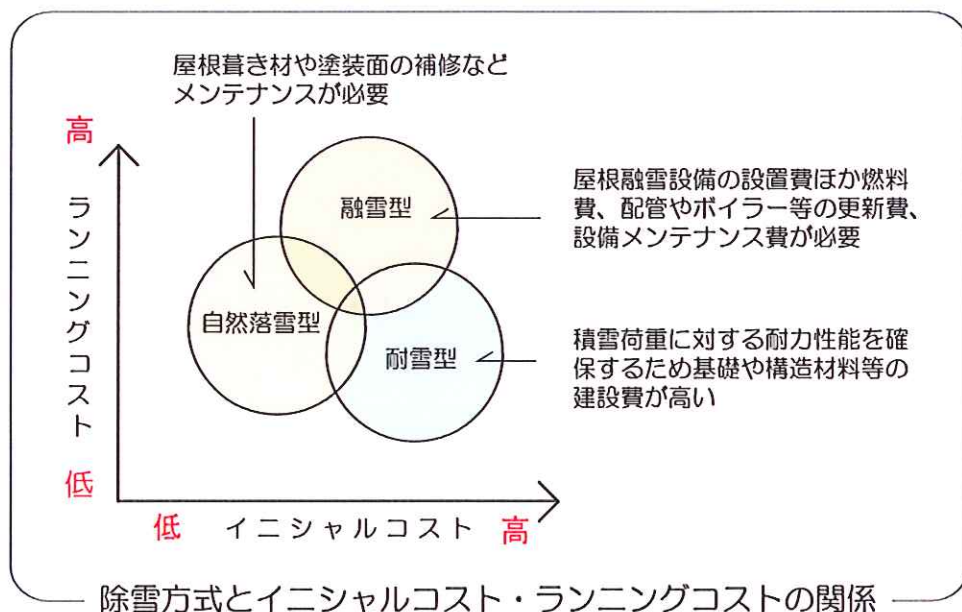 屋根葺き材や塗装面の補修など
メンテナンスが必要
高
ランニングコスト
低
融雪型
自然落雪型
耐雪型
屋根融雪設備の設置費ほか燃料
費、配管やボイラー等の更新費、
設備メンテナンス費が必要
積雪荷重に対する耐力性能を確
保するため基礎や構造材料等の
建設費が高い
低 イニシャルコスト 高
除雪方式とイニシャルコスト・ランニングコストの関係